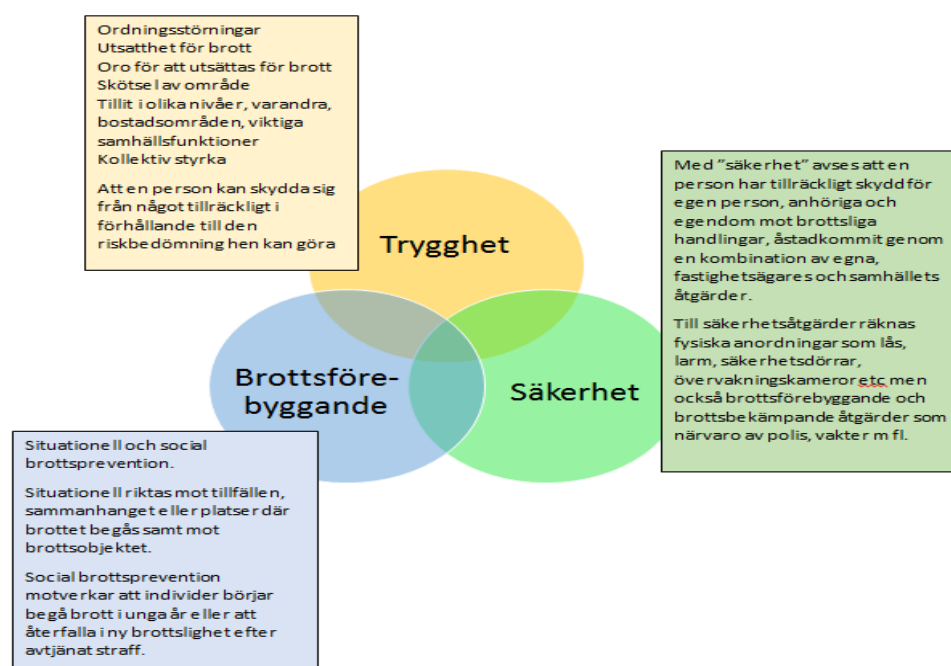 Ordningsstörningar
Utsatthet för brott
Oro för att utsättas för brott
Skötsel av område
Tillit i olika nivåer, varandra,
bostadsområden, viktiga
samhällsfunktioner
Kollektiv styrka
Att en person kan skydda sig
från något tillräckligt i
förhållande till den
riskbedömning hen kan göra
Trygghet
Med ”säkerhet” avses att en
person har tillräckligt skydd för
egen person, anhöriga och
egendom mot brottsliga
handlingar, åstadkommit genom
en kombination av egna,
fastighetsägares och samhällets
åtgärder.
Till säkerhetsåtgärder räknas
fysiska anordningar som lås,
larm, säkerhetsdörrar,
övervakningskameror etc men
också brottsförebyggande och
brottsbekämpande åtgärder som
närvaro av polis, vakter m fl.
Brottsföre-
byggande
Säkerhet
Situationell och social
brottsprevention.
Situationell riktas mot tillfällen,
sammanhanget eller platser där
brottet begås samt mot
brottsobjektet.
Social brottsprevention
motverkar att individer börjar
begå brott i unga år eller att
återfalla i ny brottslighet efter
avtjänat straff.